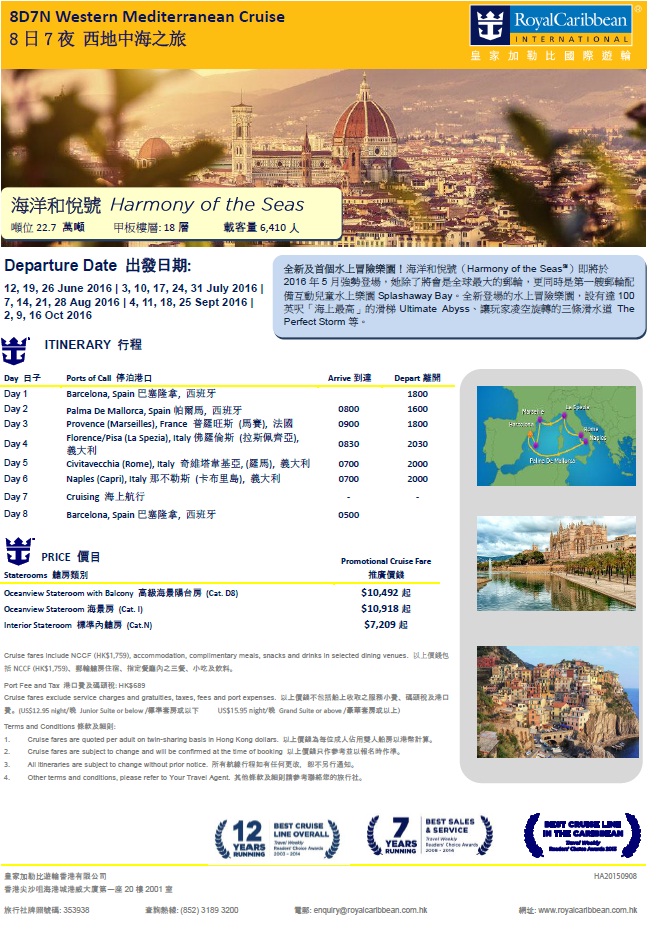 8D7N Western Mediterranean Cruise
8 日 7 夜 西地中海之旅
RoyalCaribbean®
INTERNATIONAL
皇家加勒比國際遊輪
海洋和悅號 Harmony of the Seas
噸位 22.7 萬噸 甲板樓層: 18 層 載客量 6,410 人
Departure Date 出發日期:
12, 19, 26 June 2016 | 3, 10, 17, 24, 31 July 2016 |
7, 14, 21, 28 Aug 2016 | 4, 11, 18, 25 Sept 2016 |
2, 9, 16 Oct 2016
全新及首個水上冒險樂園！海洋和悅號（Harmony of the Seas）即將於
2016 年 5 月強勢登場，她除了將會是全球最大的郵輪，更同時是第一艘郵輪配
備互動兒童水上樂園 Splashaway Bay。全新登場的水上冒險樂園，設有達 100
英呎「海上最高」的滑梯 Ultimate Abyss、讓玩家凌空旋轉的三條滑水道 The
Perfect Storm 等。
ITINERARY 行程
Day 日子 Ports of Call 停泊港口 Arrive 到達 Depart 離開
Day 1 Barcelona, Spain 巴塞隆拿, 西班牙 1800
Day 2 Palma De Mallorca, Spain 帕爾馬, 西班牙 0800 1600
Day 3 Provence (Marseilles), France 普羅旺斯 (馬賽), 法國 0900 1800
Day 4 Florence/Pisa (La Spezia), Italy 佛羅倫斯 (拉斯佩齊亞),
義大利 0830 2030
Day 5 Civitavecchia (Rome), Italy 奇維塔韋基亞, (羅馬), 義大利 0700 2000
Day 6 Naples (Capri), Italy 那不勒斯 (卡布里島), 義大利 0700 2000
Day 7 Cruising 海上航行 - -
Day 8 Barcelona, Spain 巴塞隆拿, 西班牙 0500
Marseille
La Spezia
Barcelona
Rome
Naples
Palma De Mallorca
PRICE 價目
Promotional Cruise Fare
Staterooms 艙房類別 推廣價錢
Oceanview Stateroom with Balcony 高級海景陽台房 (Cat. D8) $10,492 起
Oceanview Stateroom 海景房 (Cat. I) $10,918 起
Interior Stateroom 標準內艙房 (Cat.N) $7,209 起
Cruise fares include NCCF (HK$1,759), accommodation, complimentary meals, snacks and drinks in selected dining venues. 以上價錢包
括 NCCF (HK$1,759)、郵輪艙房住宿、指定餐廳內之三餐、小吃及飲料。
Port Fee and Tax 港口費及碼頭稅: HK$689
Cruise fares exclude service charges and gratuities, taxes, fees and port expenses. 以上價錢不包括船上收取之服務小費、碼頭稅及港口
費。(US$12.95 night/晚 Junior Suite or below /標準套房或以下 US$15.95 night/晚 Grand Suite or above /豪華套房或以上)
Terms and Conditions 條款及細則:
1. Cruise fares are quoted per adult on twin-sharing basis in Hong Kong dollars. 以上價錢為每位成人佔用雙人艙房以港幣計算。
2. Cruise fares are subject to change and will be confirmed at the time of booking 以上價錢只作參考並以報名時作準。
3. All itineraries are subject to change without prior notice. 所有航線行程如有任何更改，恕不另行通知。
4. Other terms and conditions, please refer to Your Travel Agent. 其他條款及細則請參考聯絡您的旅行社。
12 YEARS RUNNING BEST CRUISE LINE OVERALL Travel Weekly Readers' Choice Awards 2003 - 2014
7 YEARS RUNNING BEST SALES & SERVICE Travel Weekly Readers' Choice Awards 2008 - 2014
BEST CRUISE LINE IN THE CARIBBEAN Travel Weekly Readers' Choice Awards 2013
皇家加勒比遊輪香港有限公司 HA20150908
香港尖沙咀海港城港威大廈第一座 20 樓 2001 室
旅行社牌照號碼: 353938 查詢熱線: (852) 3189 3200 電郵: enquiry@royalcaribbean.com.hk 網址: www.royalcaribbean.com.hk